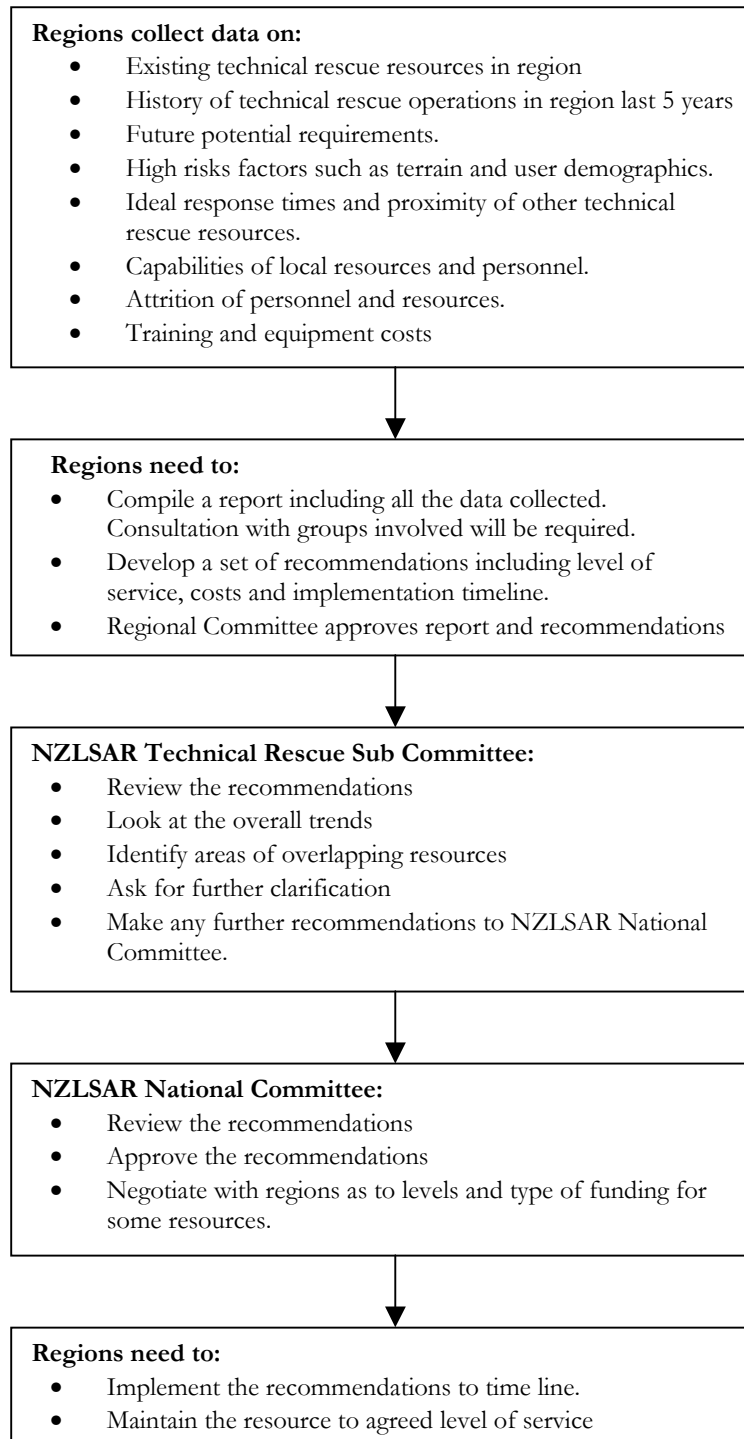 Regions collect data on:
• Existing technical rescue resources in region
• History of technical rescue operations in region last 5 years
• Future potential requirements.
• High risks factors such as terrain and user demographics.
• Ideal response times and proximity of other technical
rescue resources.
• Capabilities of local resources and personnel.
• Attrition of personnel and resources.
• Training and equipment costs
Regions need to:
• Compile a report including all the data collected.
Consultation with groups involved will be required.
• Develop a set of recommendations including level of
service, costs and implementation timeline.
• Regional Committee approves report and recommendations
NZLSAR Technical Rescue Sub Committee:
• Review the recommendations
• Look at the overall trends
• Identify areas of overlapping resources
• Ask for further clarification
• Make any further recommendations to NZLSAR National
Committee.
NZLSAR National Committee:
• Review the recommendations
• Approve the recommendations
• Negotiate with regions as to levels and type of funding for
some resources.
Regions need to:
• Implement the recommendations to time line.
• Maintain the resource to agreed level of service